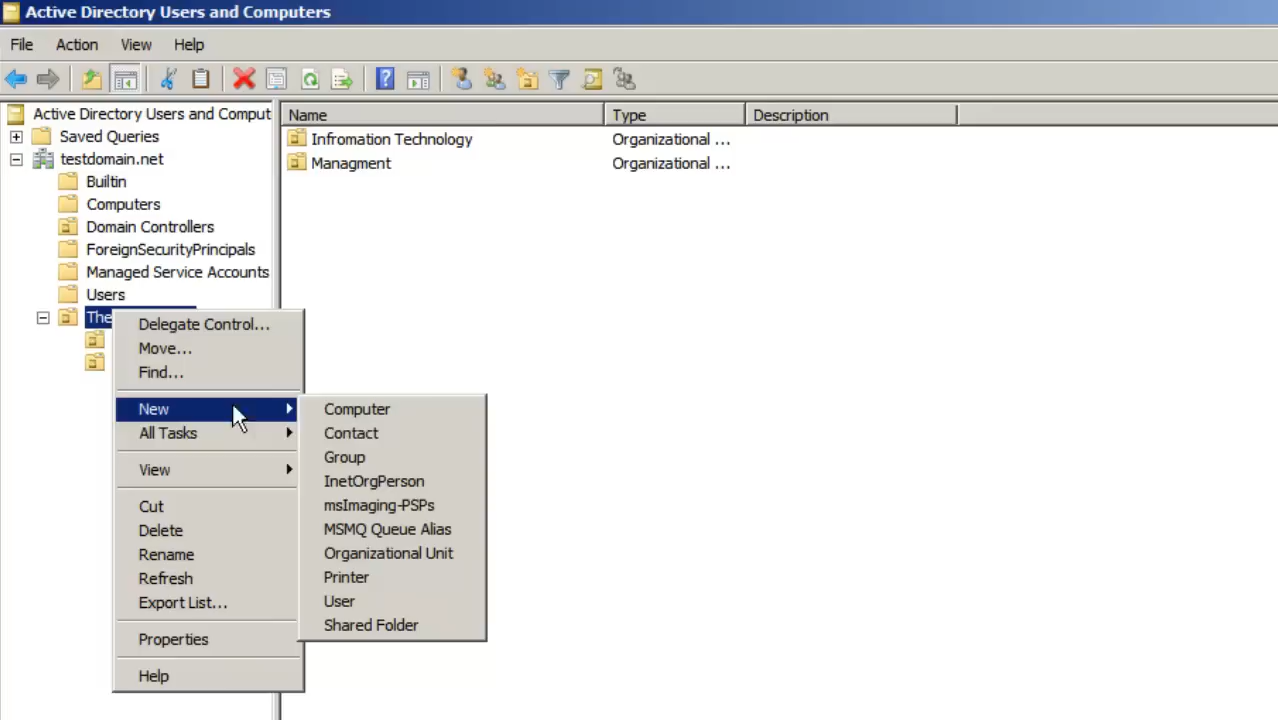 Active Directory Users and Computers
File Action View Help
Active Directory Users and Comput
Saved Queries
testdomain.net
Builtin
Computers
Domain Controllers
ForeignSecurityPrincipals
Managed Service Accounts
Users
The
Name Type Description
Infromation Technology Organizational ...
Managment Organizational ...
Delegate Control...
Move...
Find...
New
All Tasks
View
Cut
Delete
Rename
Refresh
Export List...
Properties
Help
Computer
Contact
Group
InetOrgPerson
msImaging-PSPs
MSMQ Queue Alias
Organizational Unit
Printer
User
Shared Folder